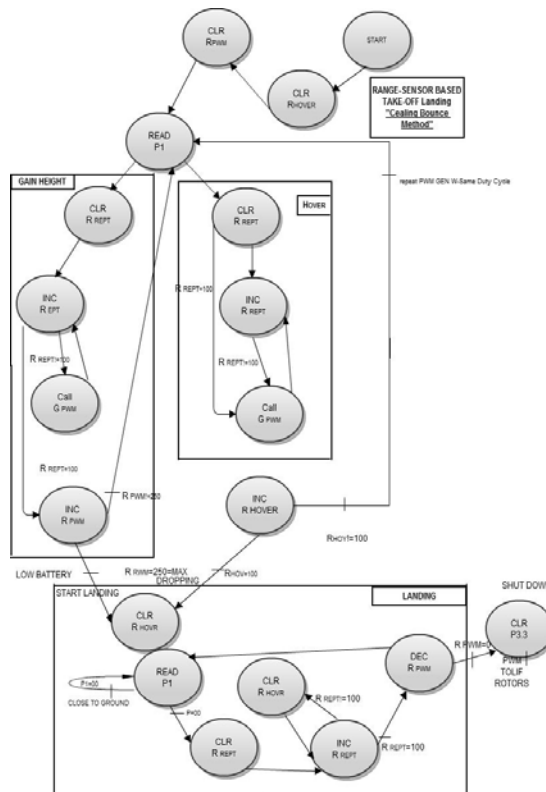 CLR
RPWM
START
CLR
RHOVER
RANGE-SENSOR BASED
TAKE-OFF Landing
"Cealing Bounce
Method"
READ
P1
repeat PWM GEN W-Same Duty Cycle
GAIN HEIGHT
CLR
R REPT
INC
R EPT
R REPT!=100
Call
G PWM
R REPT=100
INC
R PWM
R PWM!=250
HOVER
CLR
R REPT
R REPT=100
INC
R REPT
R REPT!=100
Call
G PWM
INC
R HOVER
RHOY!=100
LOW BATTERY
R RWM=250=MAX
DROPPING
RHOV=100
START LANDING
LANDING
CLR
R HOVR
READ
P1
P1=00
CLOSE TO GROUND
P=00
CLR
R REPT
CLR
R HOVR
R REPT!=100
INC
R REPT
R REPT=100
DEC
R PWM
R PWM=0
SHUT DOW
CLR
P3.3
PWM
TOLIF
ROTORS